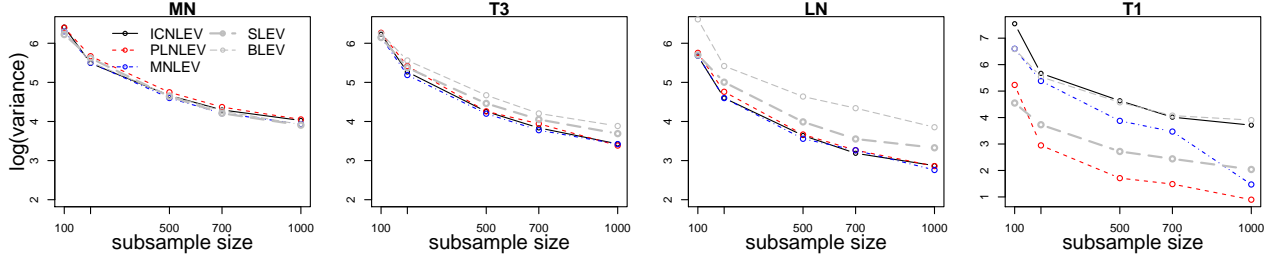 MN
log(variance)
2 3 4 5 6
ICNLEV
PLNLEV
MNLEV
SLEV
BLEV
100 500 700 1000
subsample size
T3
2 3 4 5 6
100 500 700 1000
subsample size
LN
2 3 4 5 6
100 500 700 1000
subsample size
T1
1 2 3 4 5 6 7
100 500 700 1000
subsample size